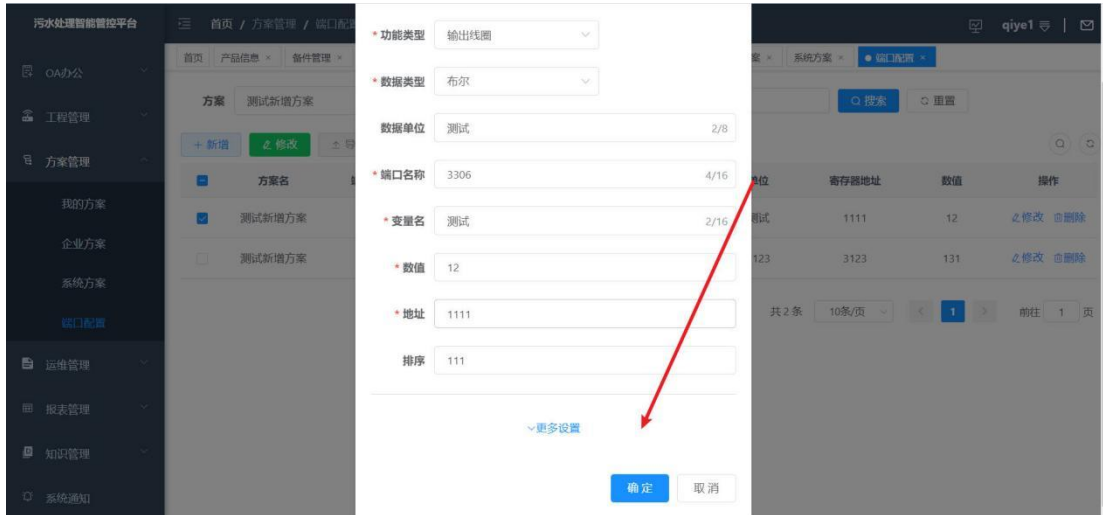 污水处理智能管控平台
首页 / 方案管理 / 端口配
qiye1
首页 产品信息 × 备件管理 × 案 × 系统方案 × 端口配置 ×
OA办公
工程管理
方案管理
我的方案
企业方案
系统方案
端口配置
运维管理
报表管理
知识管理
系统通知
方案 测试新增方案
搜索 重置
+ 新增 修改
方案名 单位 寄存器地址 数值 操作
测试新增方案 测试 1111 12 修改 删除
测试新增方案 123 3123 131 修改 删除
共 2 条 10条/页 < 1 > 前往 1 页
* 功能类型 输出线圈
* 数据类型 布尔
数据单位 测试 2/8
* 端口名称 3306 4/16
* 变量名 测试 2/16
* 数值 12
* 地址 1111
排序 111
更多设置
确定 取消